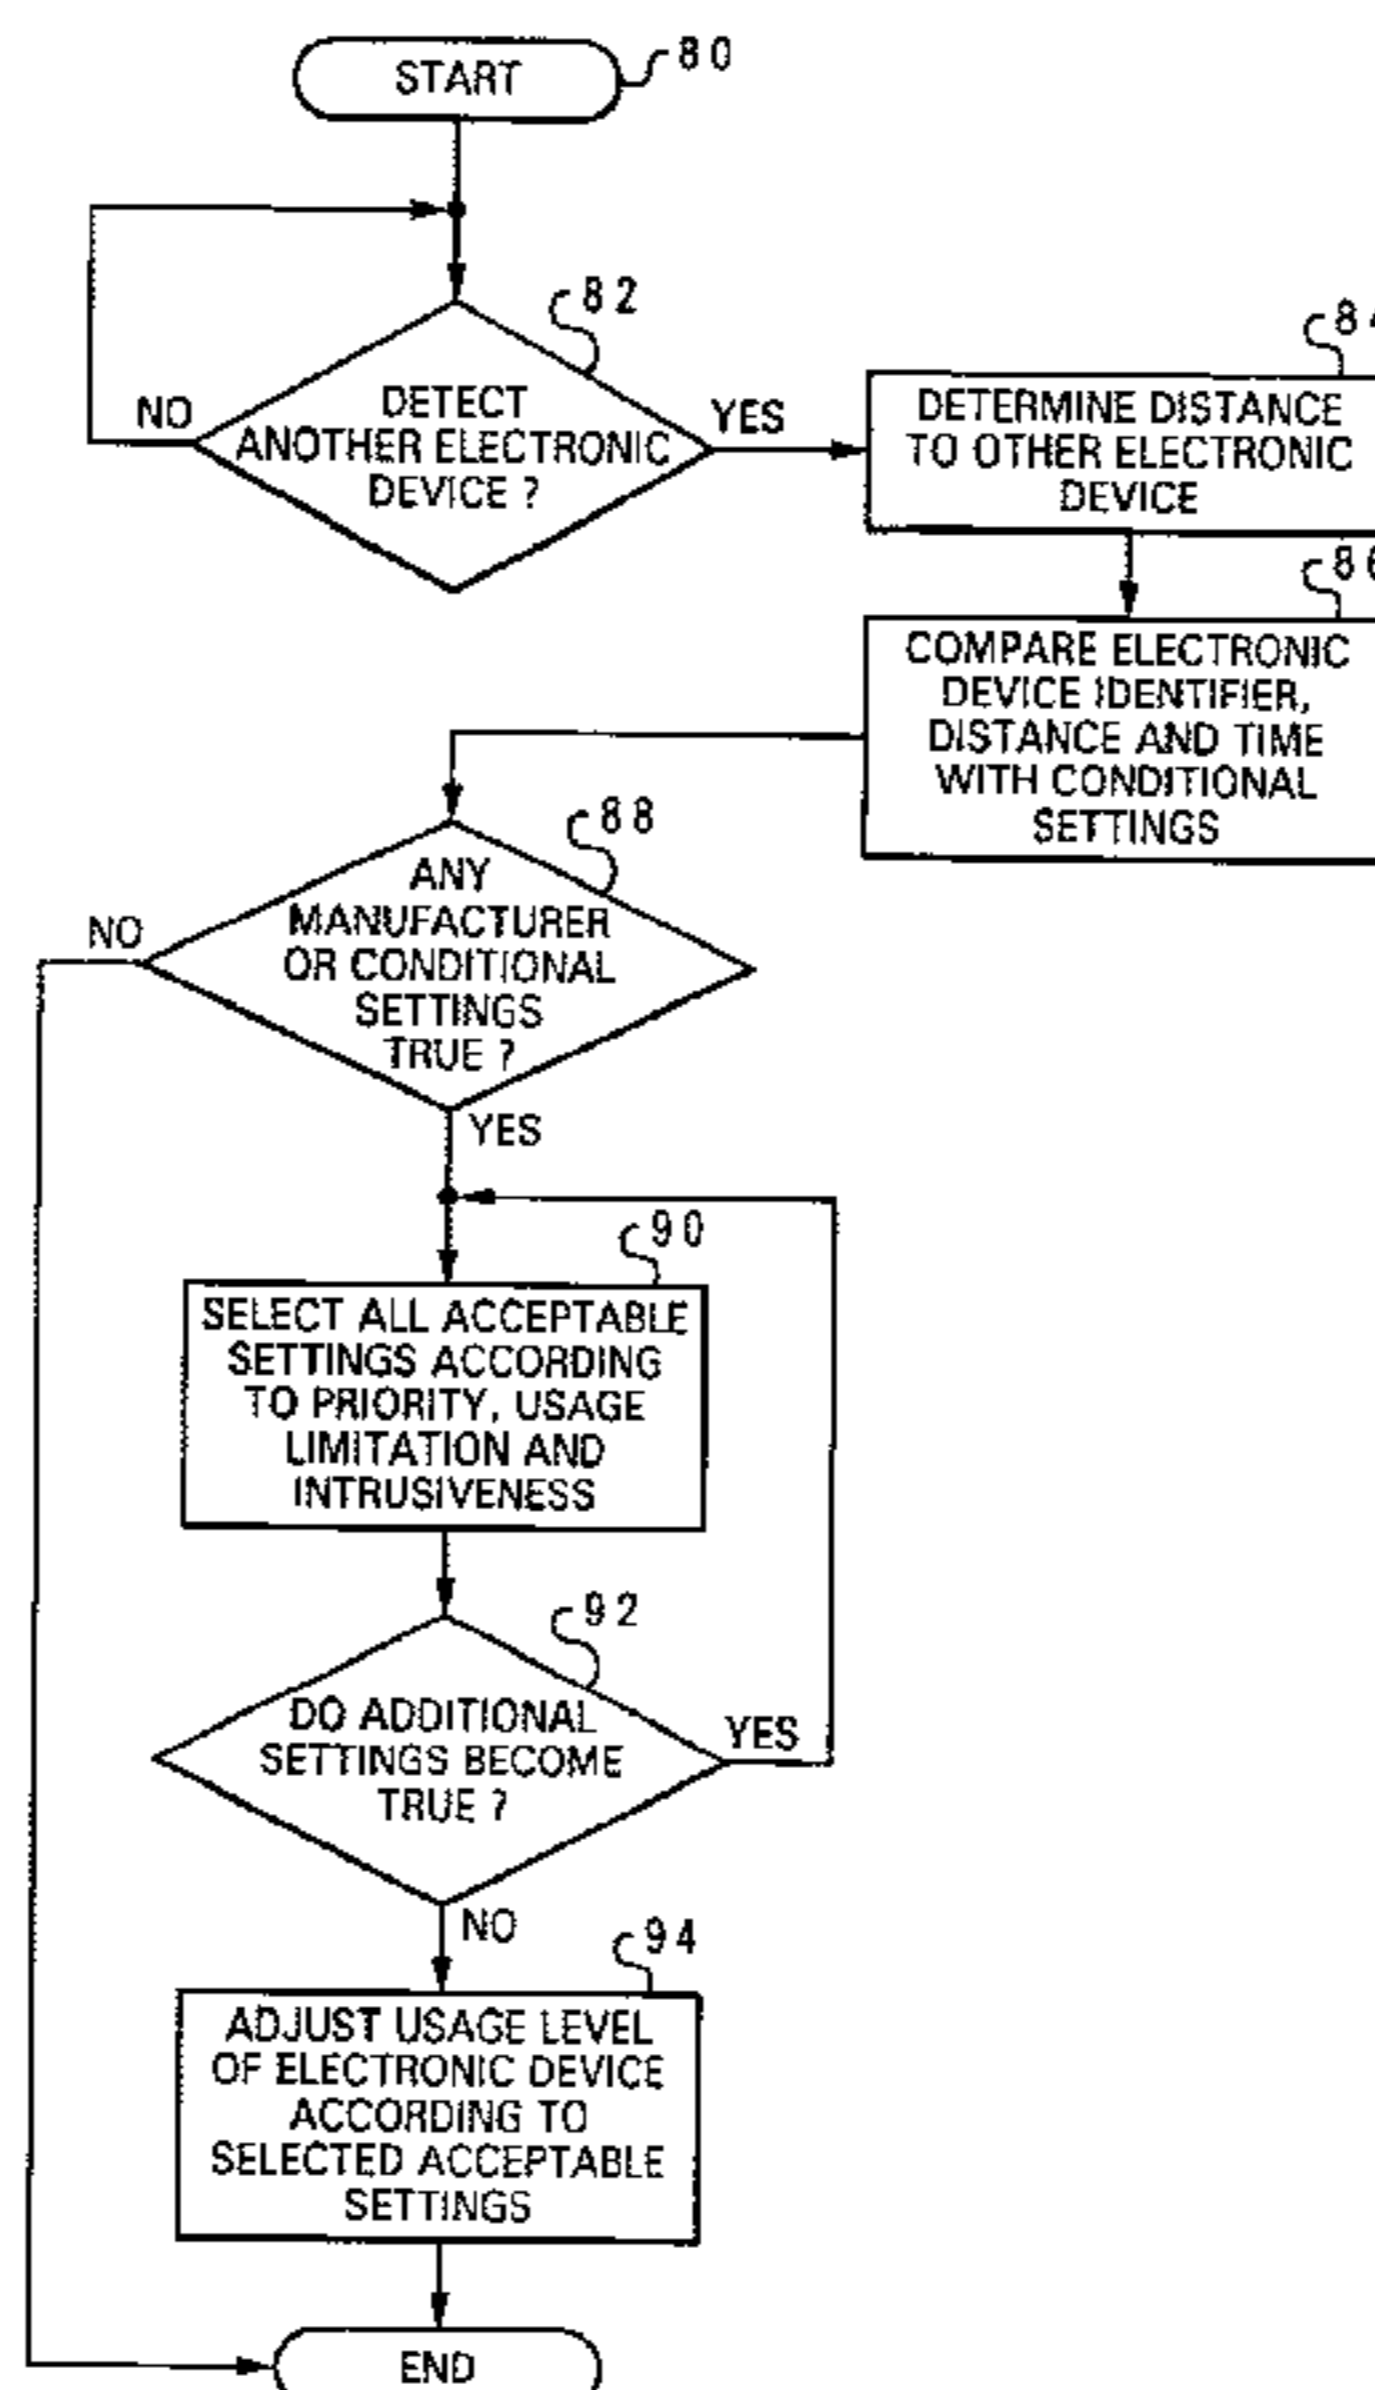 START
80
82
DETECT
ANOTHER ELECTRONIC
DEVICE ?
NO
YES
DETERMINE DISTANCE
TO OTHER ELECTRONIC
DEVICE
COMPARE ELECTRONIC
DEVICE IDENTIFIER,
DISTANCE AND TIME
WITH CONDITIONAL
SETTINGS
88
ANY
MANUFACTURER
OR CONDITIONAL
SETTINGS
TRUE ?
NO
YES
90
SELECT ALL ACCEPTABLE
SETTINGS ACCORDING
TO PRIORITY, USAGE
LIMITATION AND
INTRUSIVENESS
92
DO ADDITIONAL
SETTINGS BECOME
TRUE ?
YES
NO
94
ADJUST USAGE LEVEL
OF ELECTRONIC DEVICE
ACCORDING TO
SELECTED ACCEPTABLE
SETTINGS
END